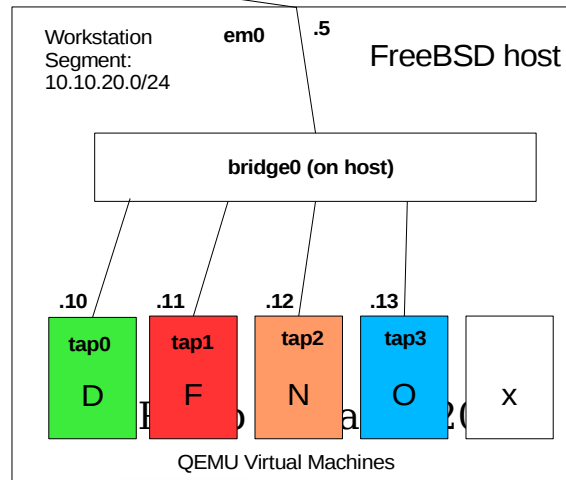 Workstation
Segment:
10.10.20.0/24
em0 .5
FreeBSD host
bridge0 (on host)
.10 .11 .12 .13
tap0 tap1 tap2 tap3
D F N O x
QEMU Virtual Machines